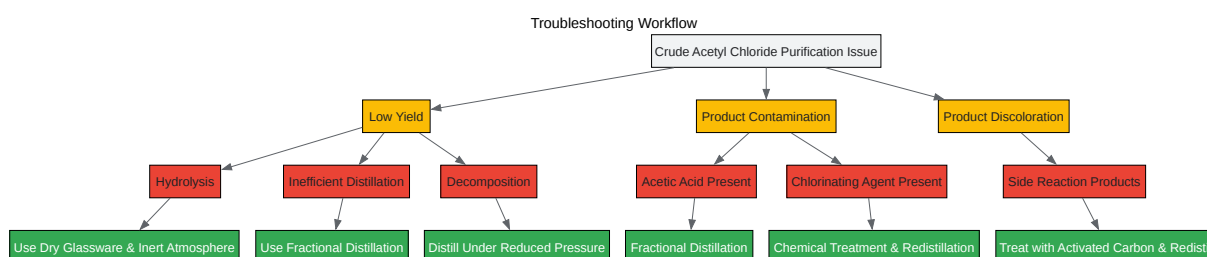 Troubleshooting Workflow
Crude Acetyl Chloride Purification Issue
Low Yield
Product Contamination
Product Discoloration
Hydrolysis
Inefficient Distillation
Decomposition
Acetic Acid Present
Chlorinating Agent Present
Side Reaction Products
Use Dry Glassware & Inert Atmosphere
Use Fractional Distillation
Distill Under Reduced Pressure
Fractional Distillation
Chemical Treatment & Redistillation
Treat with Activated Carbon & Redist